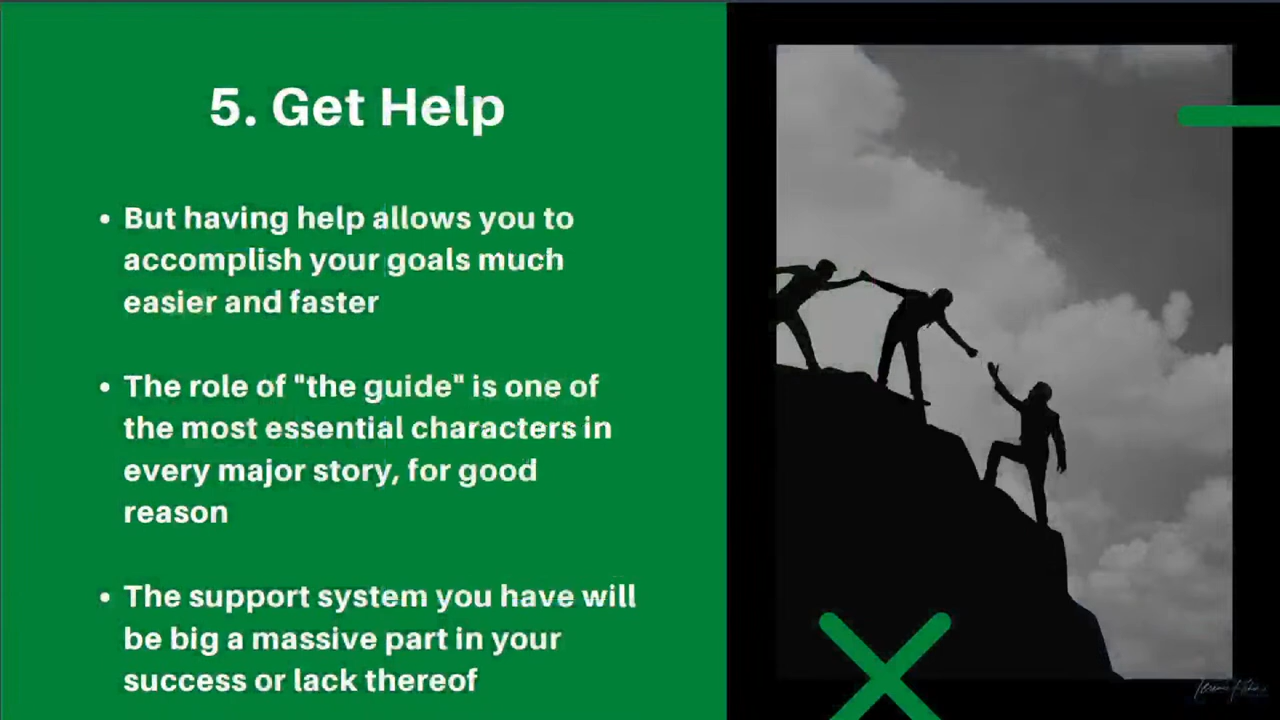 5. Get Help
• But having help allows you to
accomplish your goals much
easier and faster
• The role of "the guide" is one of
the most essential characters in
every major story, for good
reason
• The support system you have will
be big a massive part in your
success or lack thereof